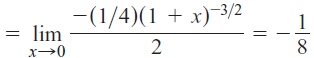 = lim x→0 −(1/4)(1 + x)^−3/2 / 2 = − 1/8